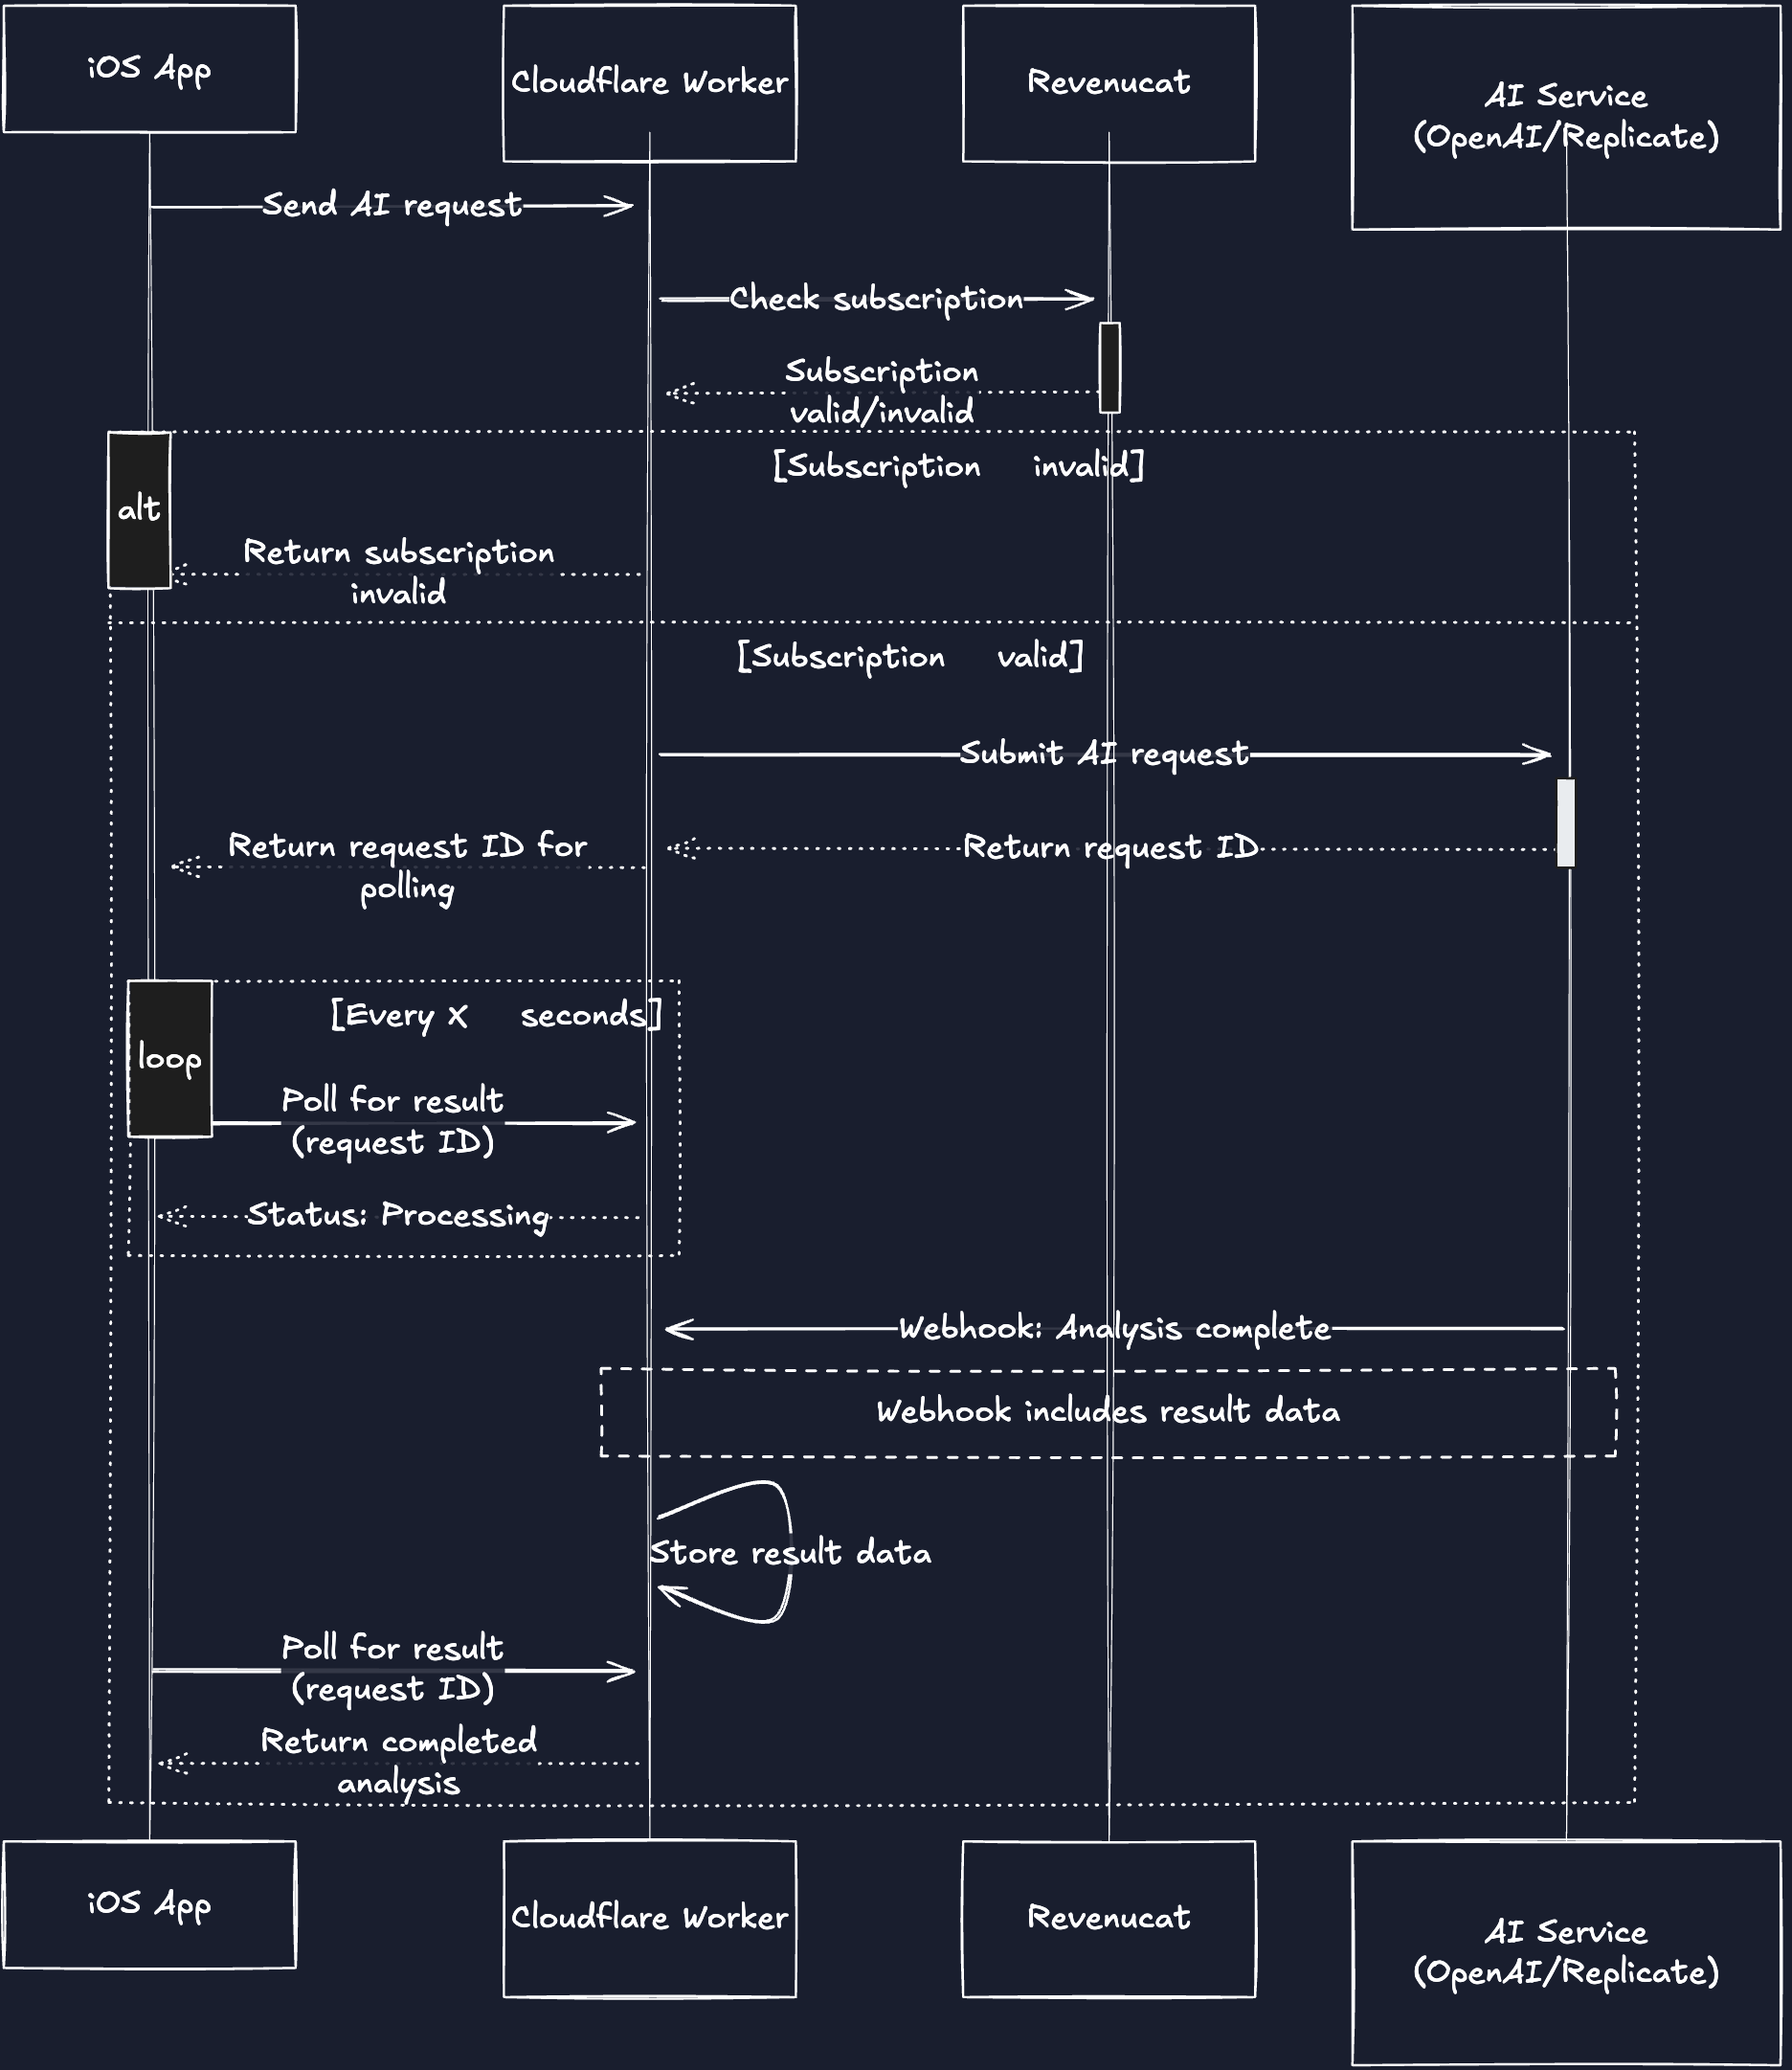 iOS App
Cloudflare Worker
Revenucat
AI Service
(OpenAI/Replicate)
Send AI request
Check subscription
Subscription
valid/invalid
alt
[Subscription invalid]
Return subscription
invalid
[Subscription valid]
Submit AI request
Return request ID
Return request ID for
polling
loop
[Every X seconds]
Poll for result
(request ID)
Status: Processing
Webhook: Analysis complete
Webhook includes result data
Store result data
Poll for result
(request ID)
Return completed
analysis
iOS App
Cloudflare Worker
Revenucat
AI Service
(OpenAI/Replicate)